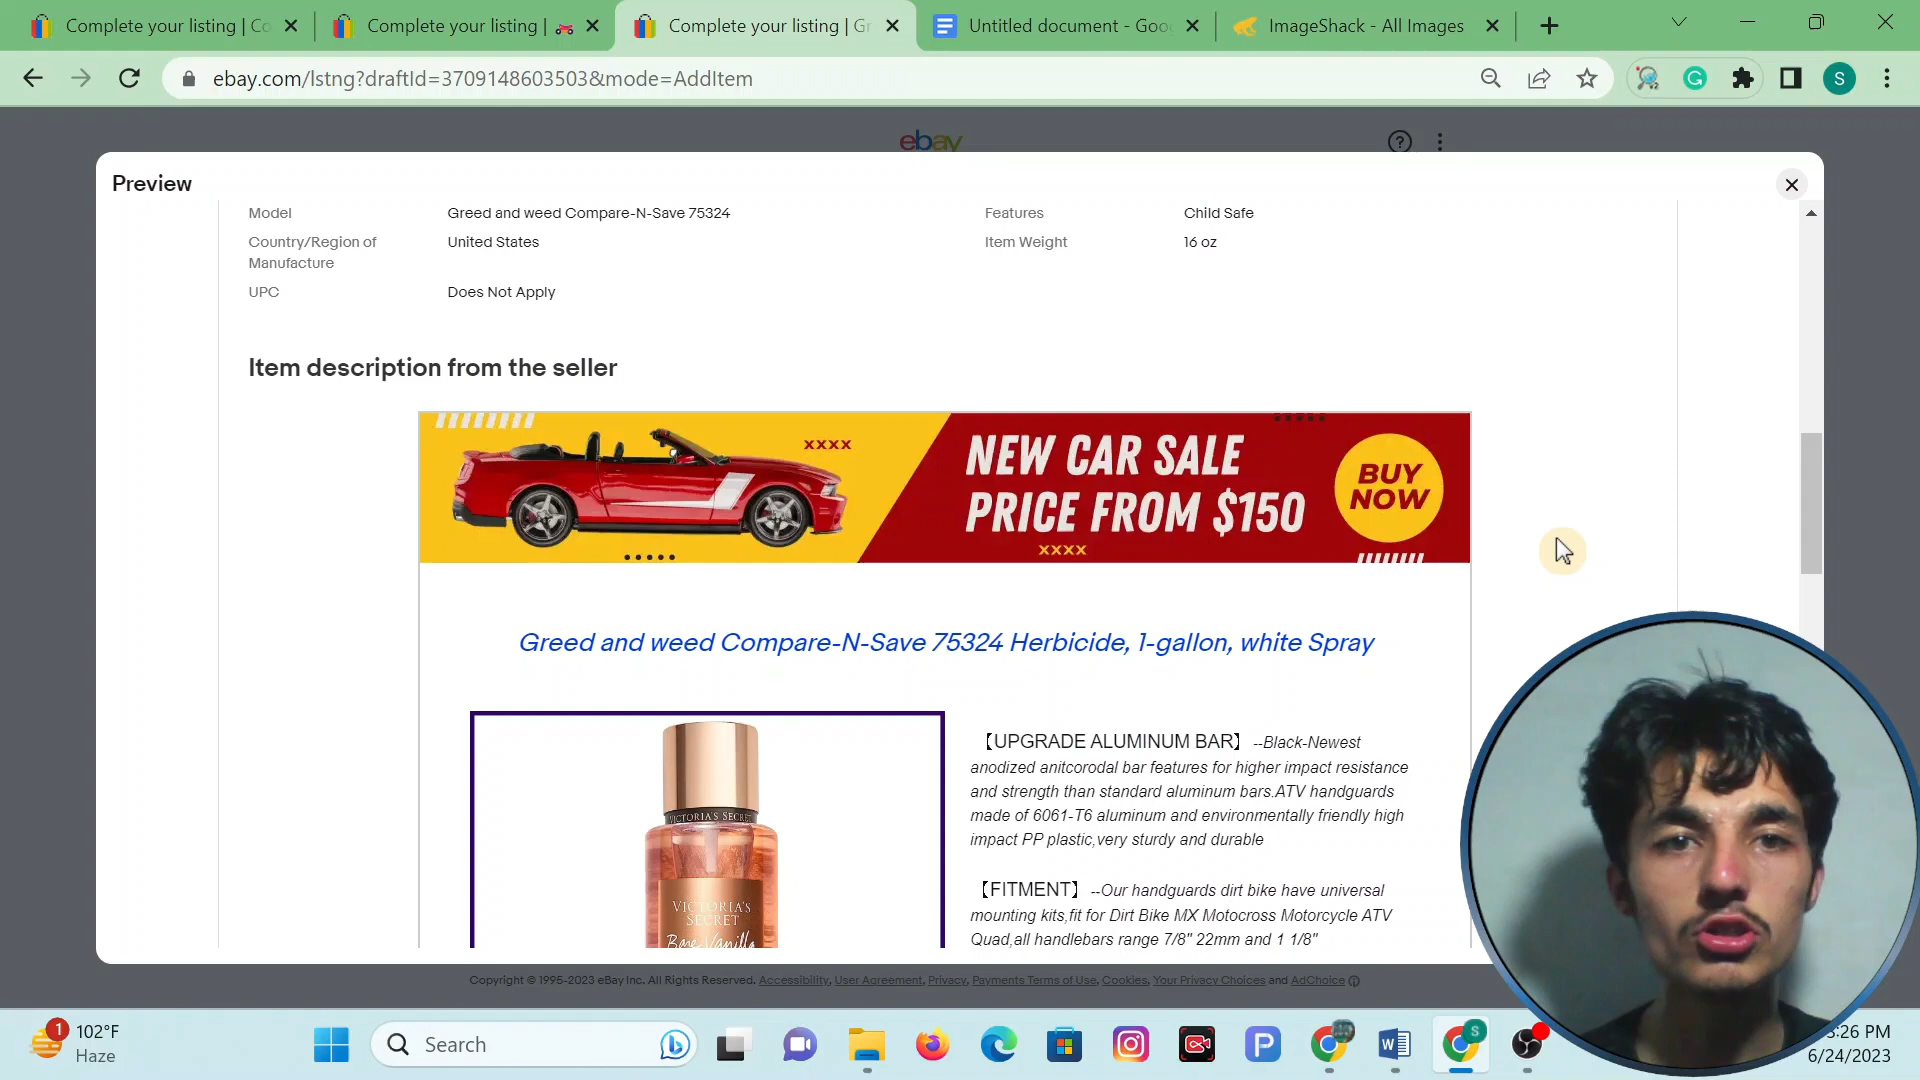 Complete your listing | Co
Complete your listing |
Complete your listing | Gr
Untitled document - Goog
ImageShack - All Images
ebay.com/lstng?draftId=3709148603503&mode=AddItem
S
ebay
Preview
Model
Greed and weed Compare-N-Save 75324
Features
Child Safe
Country/Region of
Manufacture
United States
Item Weight
16 oz
UPC
Does Not Apply
Item description from the seller
XXXX
NEW CAR SALE
PRICE FROM $150
XXXX
BUY
NOW
Greed and weed Compare-N-Save 75324 Herbicide, 1-gallon, white Spray
VICTORIA'S SECRET
VICTORIA'S
SECRET
Bare Vanilla
【UPGRADE ALUMINUM BAR】 --Black-Newest
anodized anitcorodal bar features for higher impact resistance
and strength than standard aluminum bars.ATV handguards
made of 6061-T6 aluminum and environmentally friendly high
impact PP plastic,very sturdy and durable
【FITMENT】 --Our handguards dirt bike have universal
mounting kits,fit for Dirt Bike MX Motocross Motorcycle ATV
Quad,all handlebars range 7/8" 22mm and 1 1/8"
Copyright © 1995-2023 eBay Inc. All Rights Reserved. Accessibility, User Agreement, Privacy, Payments Terms of Use, Cookies, Your Privacy Choices and AdChoice
1
102°F
Haze
Search
S
:26 PM
6/24/2023